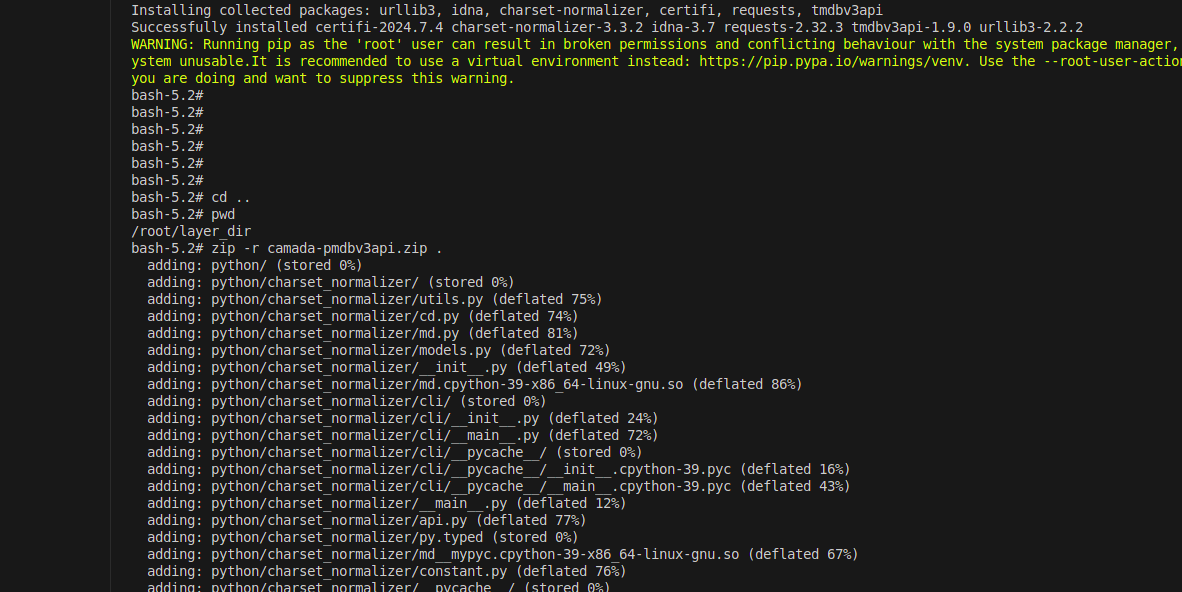 Installing collected packages: urllib3, idna, charset-normalizer, certifi, requests, tmdbv3api
Successfully installed certifi-2024.7.4 charset-normalizer-3.3.2 idna-3.7 requests-2.32.3 tmdbv3api-1.9.0 urllib3-2.2.2
WARNING: Running pip as the 'root' user can result in broken permissions and conflicting behaviour with the system package manager,
ystem unusable.It is recommended to use a virtual environment instead: https://pip.pypa.io/warnings/venv. Use the --root-user-action
you are doing and want to suppress this warning.
bash-5.2#
bash-5.2#
bash-5.2#
bash-5.2#
bash-5.2#
bash-5.2#
bash-5.2# cd ..
bash-5.2# pwd
/root/layer_dir
bash-5.2# zip -r camada-pmdbv3api.zip .
  adding: python/ (stored 0%)
  adding: python/charset_normalizer/ (stored 0%)
  adding: python/charset_normalizer/utils.py (deflated 75%)
  adding: python/charset_normalizer/cd.py (deflated 74%)
  adding: python/charset_normalizer/md.py (deflated 81%)
  adding: python/charset_normalizer/models.py (deflated 72%)
  adding: python/charset_normalizer/__init__.py (deflated 49%)
  adding: python/charset_normalizer/md.cpython-39-x86_64-linux-gnu.so (deflated 86%)
  adding: python/charset_normalizer/cli/ (stored 0%)
  adding: python/charset_normalizer/cli/__init__.py (deflated 24%)
  adding: python/charset_normalizer/cli/__main__.py (deflated 72%)
  adding: python/charset_normalizer/cli/__pycache__/ (stored 0%)
  adding: python/charset_normalizer/cli/__pycache__/__init__.cpython-39.pyc (deflated 16%)
  adding: python/charset_normalizer/cli/__pycache__/__main__.cpython-39.pyc (deflated 43%)
  adding: python/charset_normalizer/__main__.py (deflated 12%)
  adding: python/charset_normalizer/api.py (deflated 77%)
  adding: python/charset_normalizer/py.typed (stored 0%)
  adding: python/charset_normalizer/md__mypyc.cpython-39-x86_64-linux-gnu.so (deflated 67%)
  adding: python/charset_normalizer/constant.py (deflated 76%)
  adding: python/charset_normalizer/__pycache__/ (stored 0%)